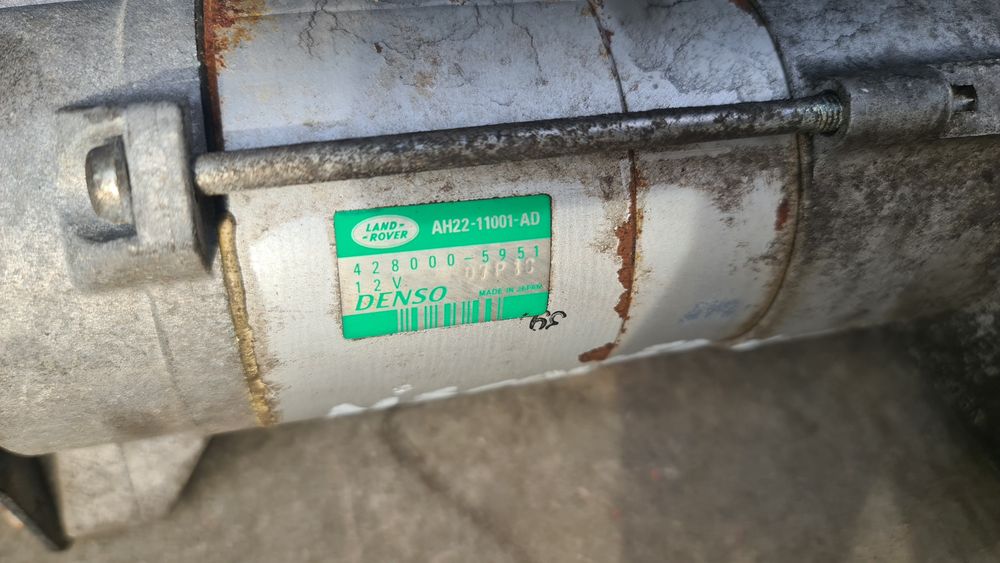 LAND-
-ROVER
AH22-11001-AD
428000-5951
12V
DENSO
MADE IN JAPAN